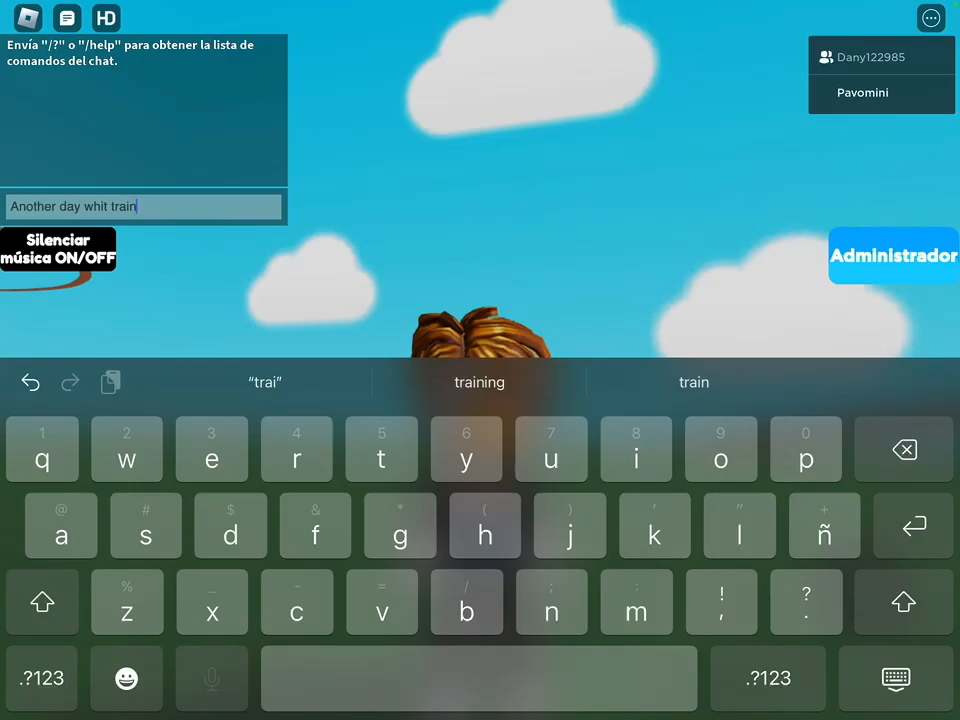 HD
Envía "/?" o "/help" para obtener la lista de
comandos del chat.
Dany122985
Pavomini
Another day whit train
Silenciar
música ON/OFF
Administrador
"trai" training train
1 2 3 4 5 6 7 8 9 0
q w e r t y u i o p
@ # $ & * ( ) ' " +
a s d f g h j k l ñ
% _ - = / ; : ! ?
z x c v b n m , .
.?123 .?123